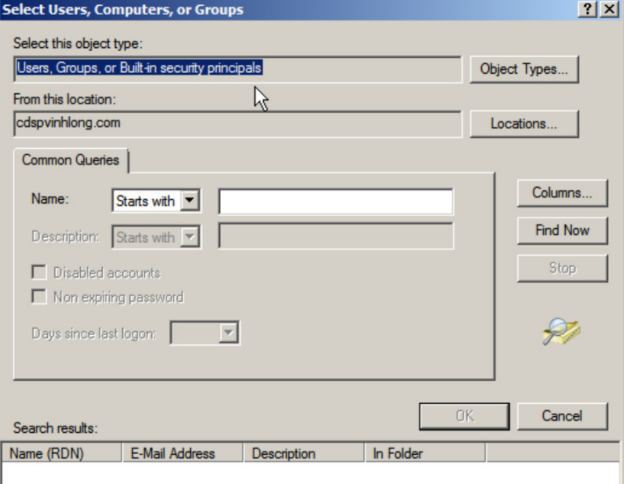 Select Users, Computers, or Groups
Select this object type:
Users, Groups, or Built-in security principals
Object Types...
From this location:
cdspvinhlong.com
Locations...
Common Queries
Name: Starts with
Columns...
Description: Starts with
Find Now
Disabled accounts
Stop
Non expiring password
Days since last logon:
OK Cancel
Search results:
Name (RDN) E-Mail Address Description In Folder